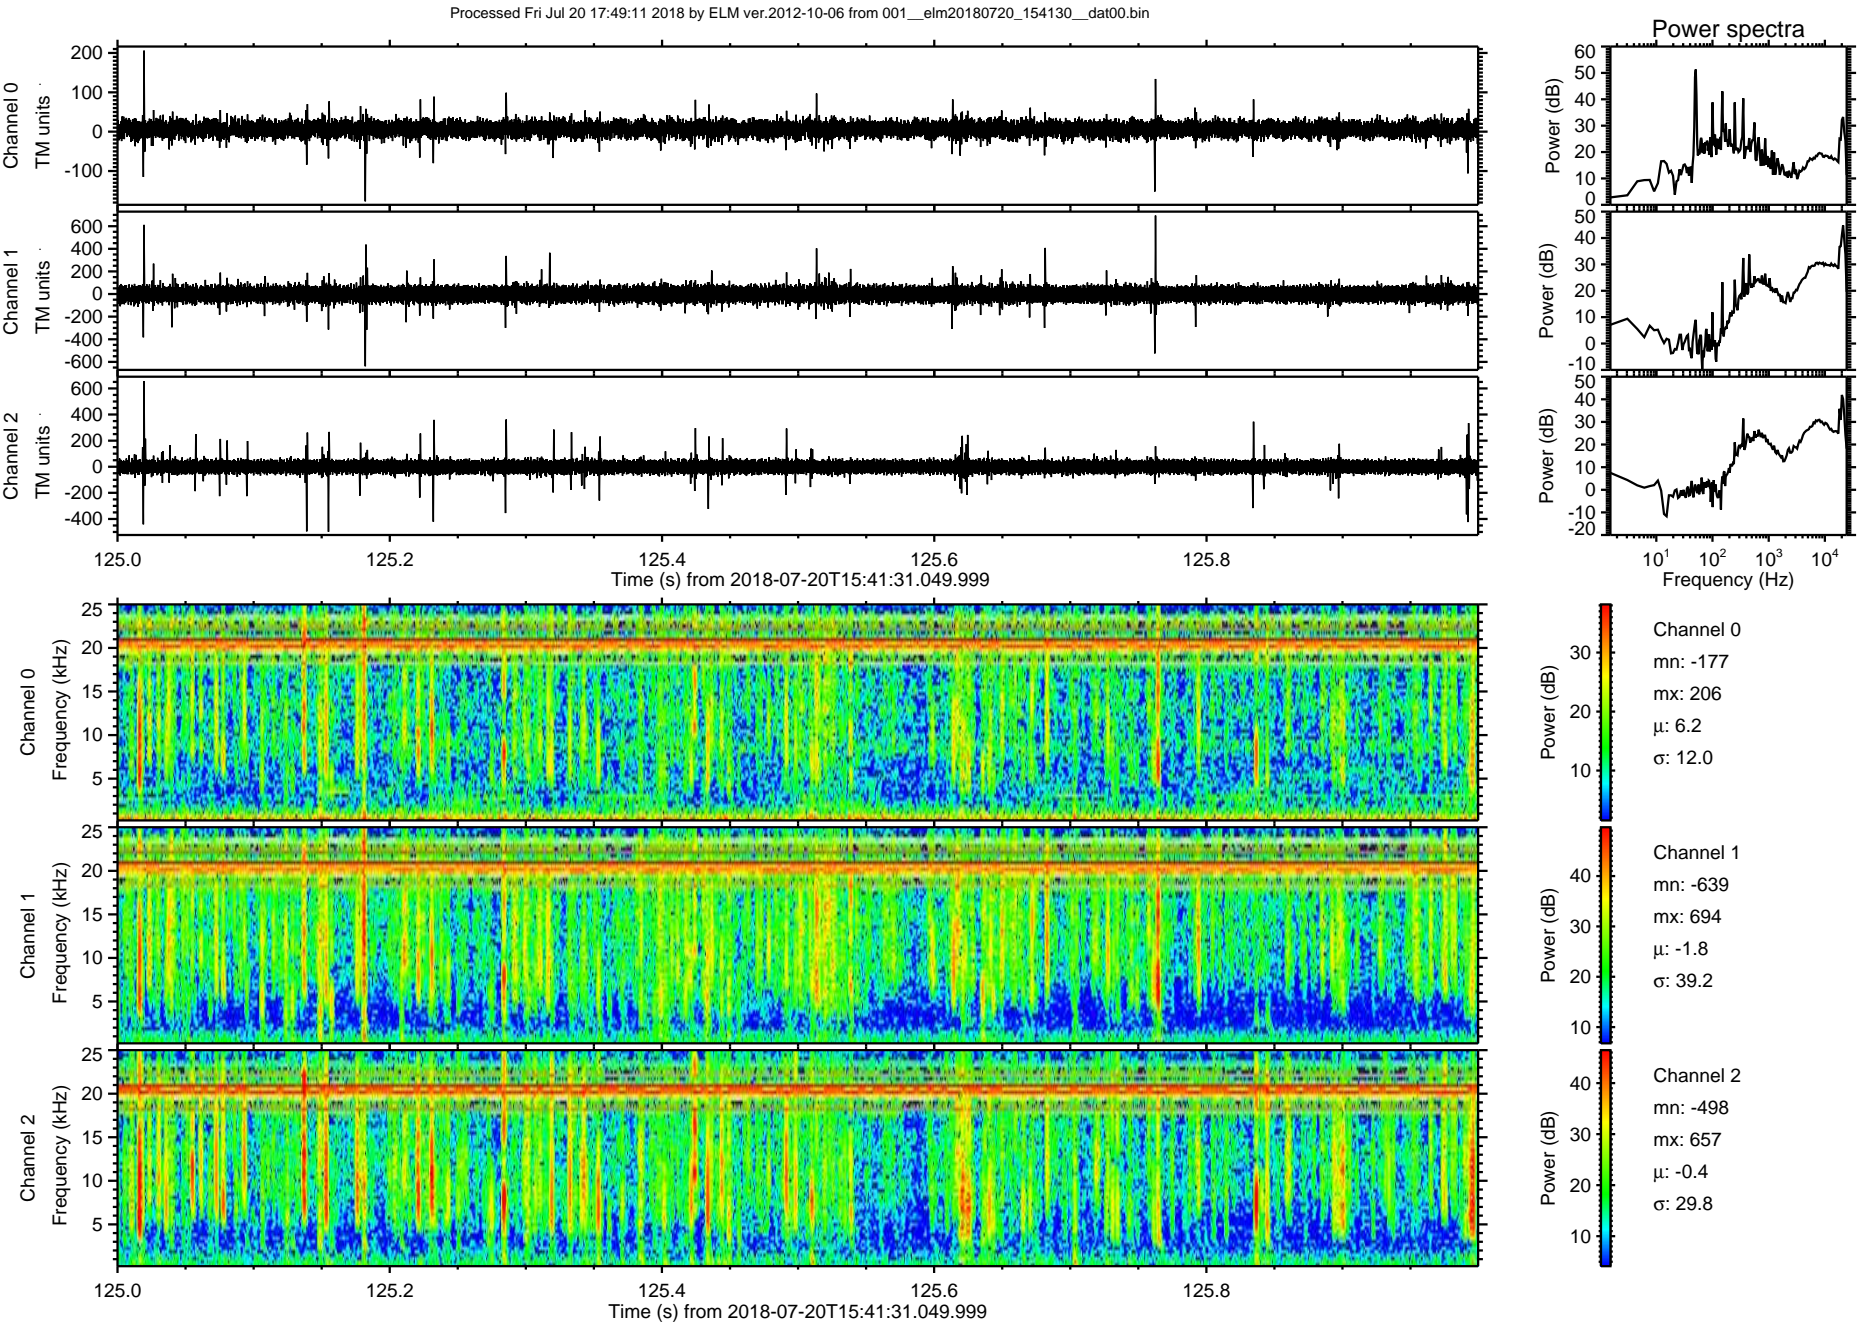 Processed Fri Jul 20 17:49:11 2018 by ELM ver.2012-10-06 from 001__elm20180720_154130__dat00.bin
Power spectra
Channel 0
TM units
200
100
0
-100
Power (dB)
60
50
40
30
20
10
0
Channel 1
TM units
600
400
200
0
-200
-400
-600
Power (dB)
50
40
30
20
10
0
-10
Channel 2
TM units
600
400
200
0
-200
-400
Power (dB)
50
40
30
20
10
0
-10
-20
125.0 125.2 125.4 125.6 125.8
Time (s) from 2018-07-20T15:41:31.049.999
10¹ 10² 10³ 10⁴
Frequency (Hz)
Channel 0
Frequency (kHz)
25
20
15
10
5
Power (dB)
30
20
10
Channel 0
mn: -177
mx: 206
μ: 6.2
σ: 12.0
Channel 1
Frequency (kHz)
25
20
15
10
5
Power (dB)
40
30
20
10
Channel 1
mn: -639
mx: 694
μ: -1.8
σ: 39.2
Channel 2
Frequency (kHz)
25
20
15
10
5
Power (dB)
40
30
20
10
Channel 2
mn: -498
mx: 657
μ: -0.4
σ: 29.8
125.0 125.2 125.4 125.6 125.8
Time (s) from 2018-07-20T15:41:31.049.999